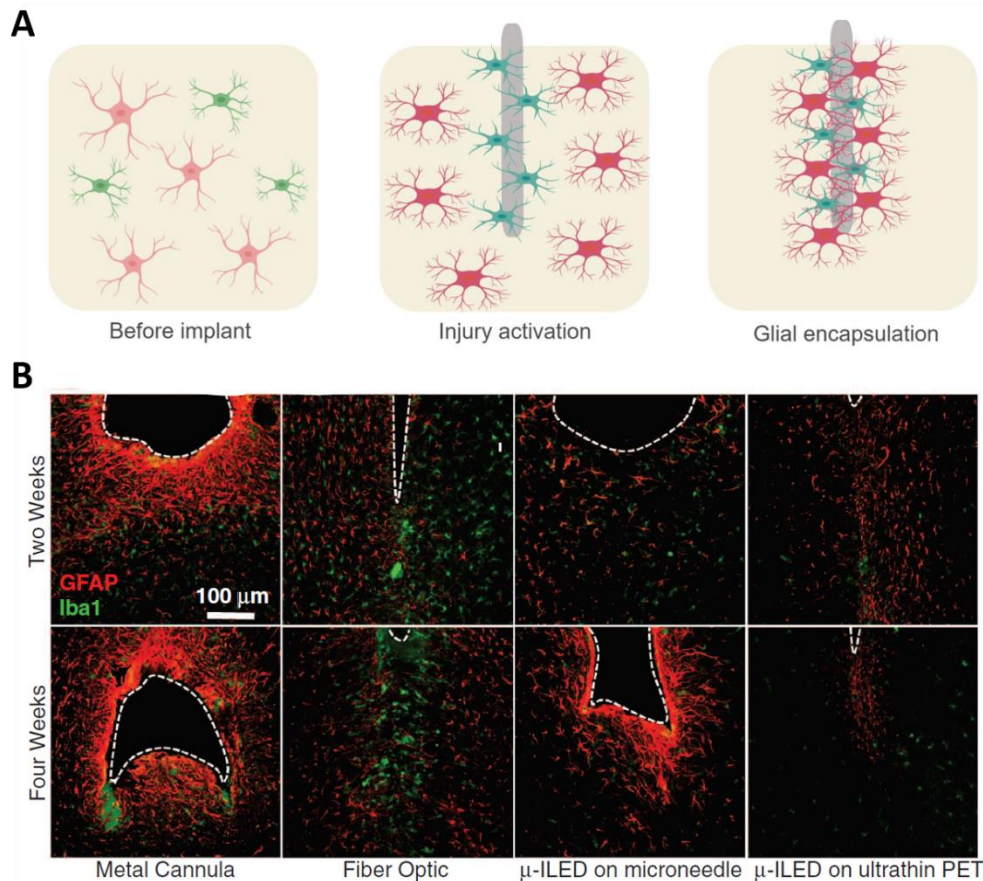 A
Before implant
Injury activation
Glial encapsulation
B
Two Weeks
GFAP
Iba1
100 μm
Four Weeks
Metal Cannula
Fiber Optic
μ-ILED on microneedle
μ-ILED on ultrathin PET